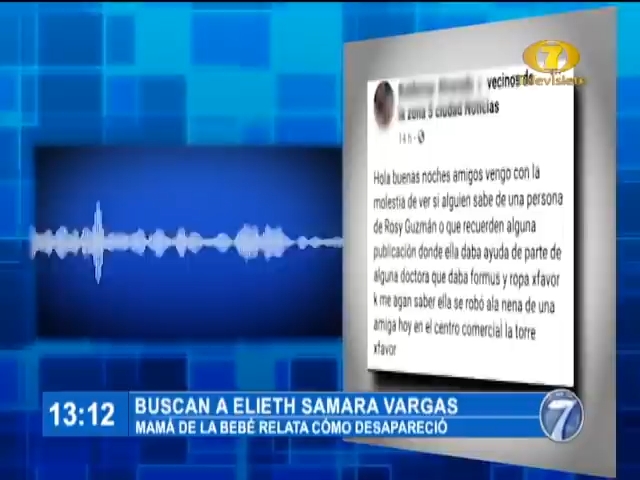 7
Televisión
vecinos de
la zona 5 ciudad Noticias
14 h
Hola buenas noches amigos vengo con la
molestia de ver si alguien sabe de una persona
de Rosy Guzmán o que recuerden alguna
publicación donde ella daba ayuda de parte de
alguna doctora que daba formus y ropa xfavor
k me agan saber ella se robó ala nena de una
amiga hoy en el centro comercial la torre
xfavor
13:12
BUSCAN A ELIETH SAMARA VARGAS
MAMÁ DE LA BEBÉ RELATA CÓMO DESAPARECIÓ
7